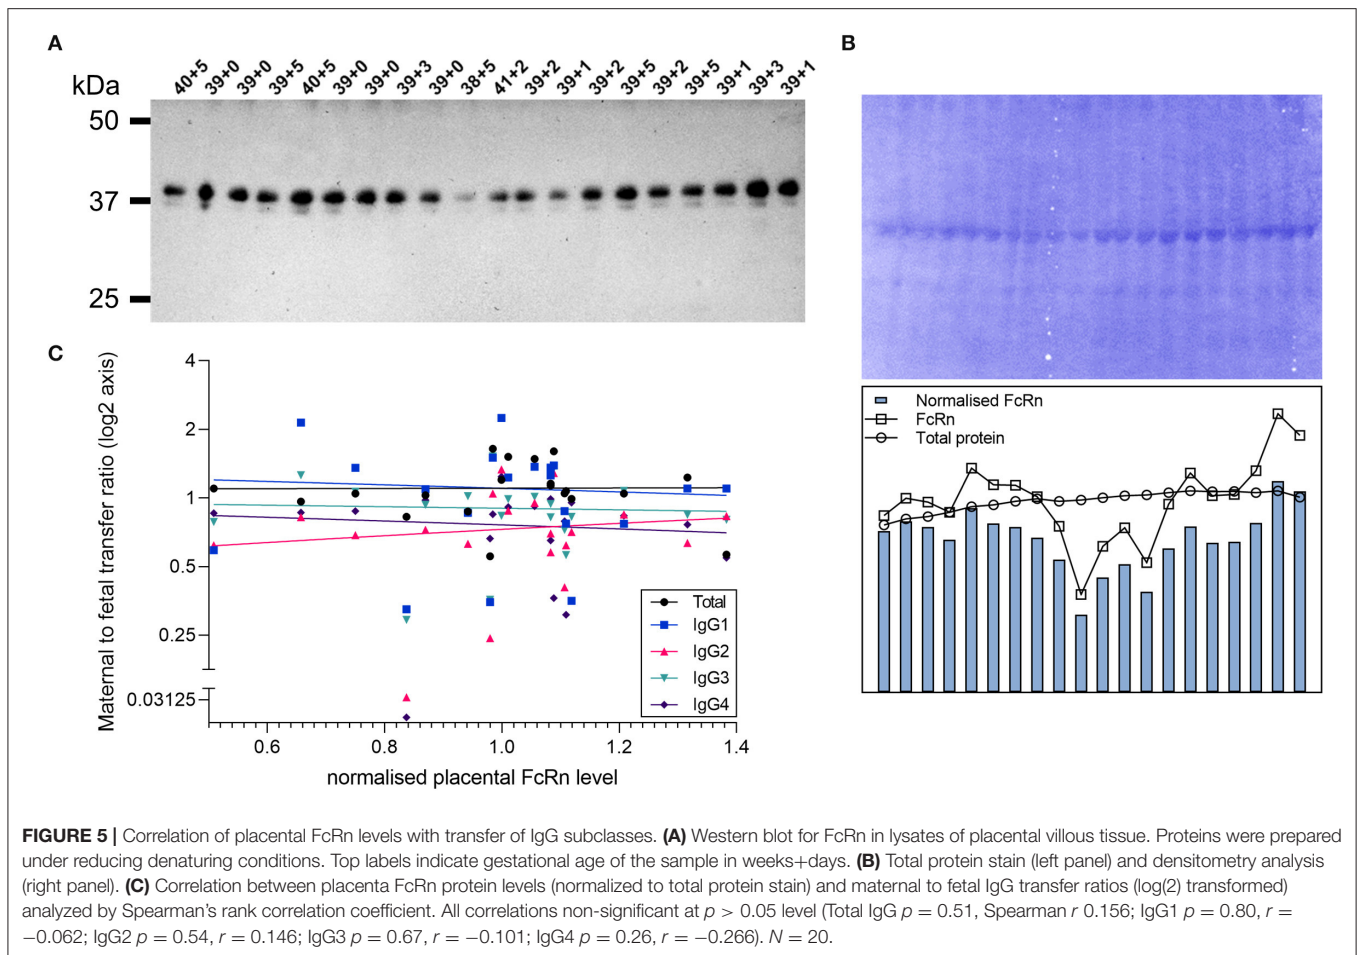 A
B
40+5 39+0 39+0 39+5 40+5 39+0 39+0 39+3 39+0 38+5 41+2 39+2 39+1 39+2 39+5 39+2 39+5 39+1 39+3 39+1
kDa
50
37
25
Normalised FcRn
FcRn
Total protein
C
Maternal to fetal transfer ratio (log2 axis)
4
2
1
0.5
0.25
0.03125
Total
IgG1
IgG2
IgG3
IgG4
0.6 0.8 1.0 1.2 1.4
normalised placental FcRn level
FIGURE 5 | Correlation of placental FcRn levels with transfer of IgG subclasses. (A) Western blot for FcRn in lysates of placental villous tissue. Proteins were prepared
under reducing denaturing conditions. Top labels indicate gestational age of the sample in weeks+days. (B) Total protein stain (left panel) and densitometry analysis
(right panel). (C) Correlation between placenta FcRn protein levels (normalized to total protein stain) and maternal to fetal IgG transfer ratios (log(2) transformed)
analyzed by Spearman's rank correlation coefficient. All correlations non-significant at p > 0.05 level (Total IgG p = 0.51, Spearman r 0.156; IgG1 p = 0.80, r =
−0.062; IgG2 p = 0.54, r = 0.146; IgG3 p = 0.67, r = −0.101; IgG4 p = 0.26, r = −0.266). N = 20.